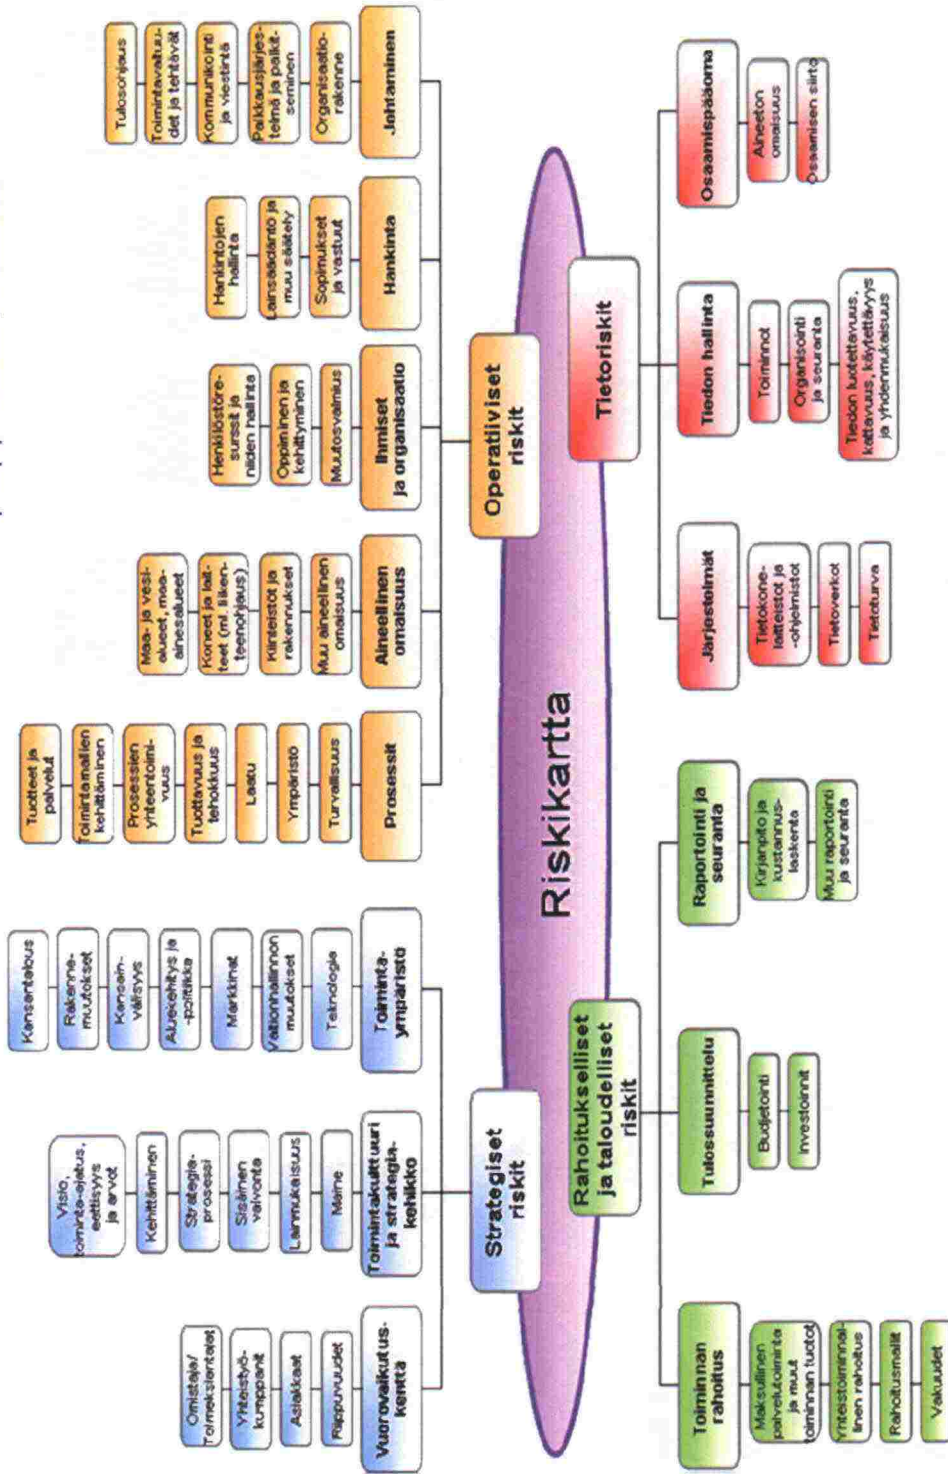 Omistaja/
Toimeksiantajat
Yhteistyö-
kumppanit
Asiakkaat
Riippuvuudet
Vuorovaikutus-
kenttä
Visio,
toiminta-ajatus,
eettisyys
ja arvot
Kehittäminen
Strategia-
prosessi
Sisäinen
valvonta
Lainmukaisuus
Maine
Toimintakulttuuri
ja strategia-
kehikko
Kansantalous
Rakenne-
muutokset
Kansain-
välisyys
Aluekehitys ja
-politiikka
Markkinat
Valtionhallinnon
muutokset
Teknologia
Toiminta-
ympäristö
Tuotteet ja
palvelut
Toimintamallien
kehittäminen
Prosessien
yhteentoimi-
vuus
Tuottavuus ja
tehokkuus
Laatu
Ympäristö
Turvallisuus
Prosessit
Maa- ja vesi-
alueet, maa-
ainesalueet
Koneet ja lait-
teet (ml. liiken-
teenohjaus)
Kiinteistöt ja
rakennukset
Muu aineellinen
omaisuus
Aineellinen
omaisuus
Henkilöstöre-
surssit ja
niiden hallinta
Oppiminen ja
kehittyminen
Muutosvalmius
Ihmiset
ja organisaatio
Hankintojen
hallinta
Lainsäädäntö ja
muu säätely
Sopimukset
ja vastuut
Hankinta
Tulosohjaus
Toimintavaltuu-
det ja tehtävät
Kommunikointi
ja viestintä
Palkkausjärjes-
telmä ja palkit-
seminen
Organisaatio-
rakenne
Johtaminen
Strategiset
riskit
Operatiiviset
riskit
Riskikartta
Rahoitukselliset
ja taloudelliset
riskit
Tietoriskit
Toiminnan
rahoitus
Maksullinen
palvelutoiminta
ja muut
toiminnan tuotot
Yhteistoiminnal-
linen rahoitus
Rahoitusmallit
Vakuudet
Tulossuunnittelu
Budjetointi
Investoinnit
Raportointi ja
seuranta
Kirjanpito ja
kustannus-
laskenta
Muu raportointi
ja seuranta
Järjestelmät
Tietokone-
laitteistot ja
-ohjelmistot
Tietoverkot
Tietoturva
Tiedon hallinta
Toiminnot
Organisointi
ja seuranta
Tiedon luotettavuus,
kattavuus, käytettävyys
ja yhdenmukaisuus
Osaamispääoma
Aineeton
omaisuus
Osaamisen siirto